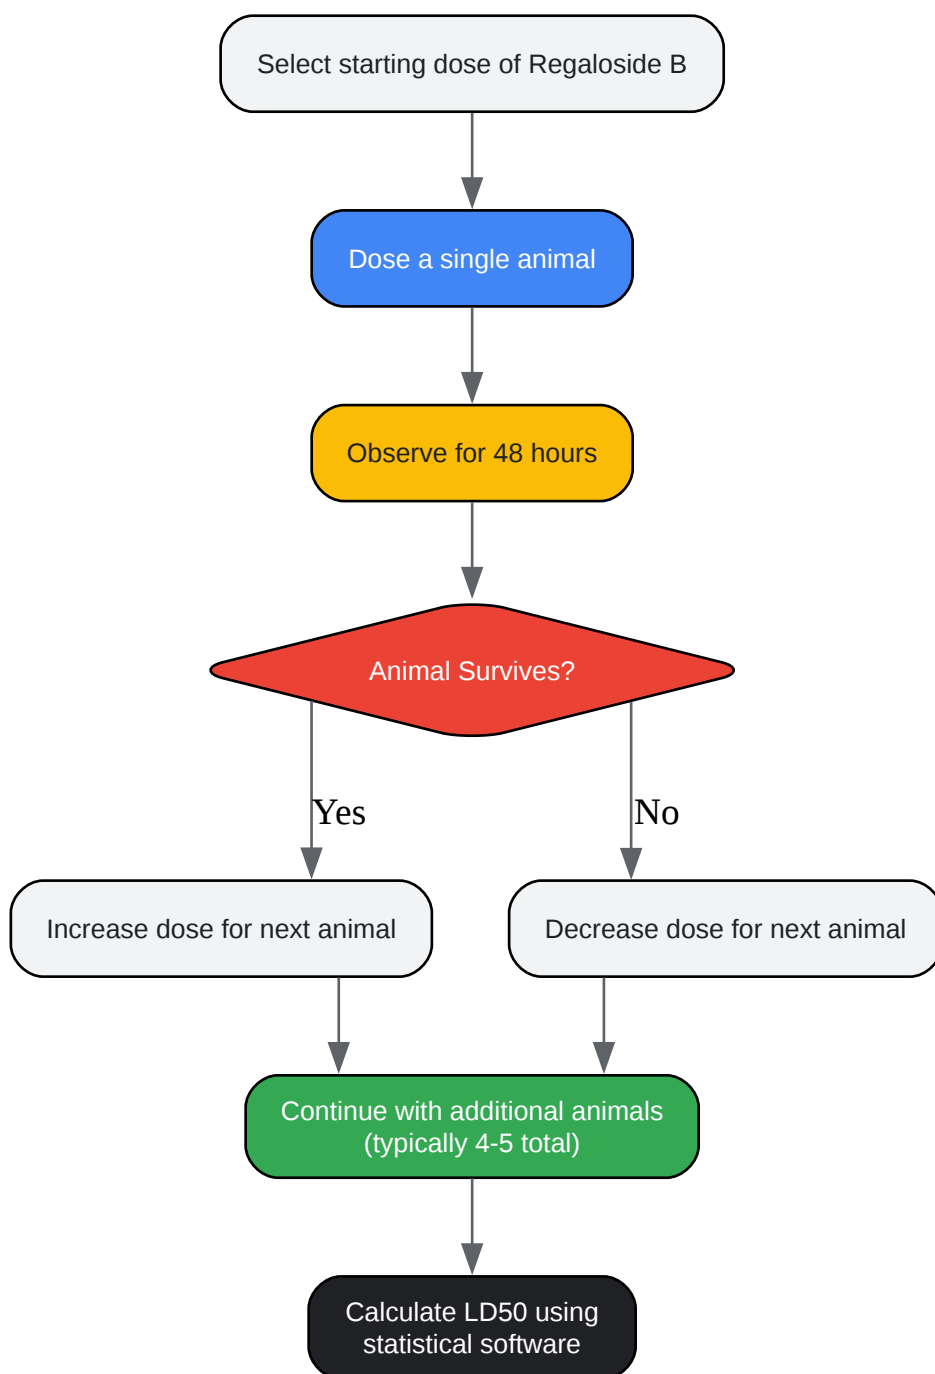 Select starting dose of Regaloside B
Dose a single animal
Observe for 48 hours
Animal Survives?
Yes
No
Increase dose for next animal
Decrease dose for next animal
Continue with additional animals
(typically 4-5 total)
Calculate LD50 using
statistical software